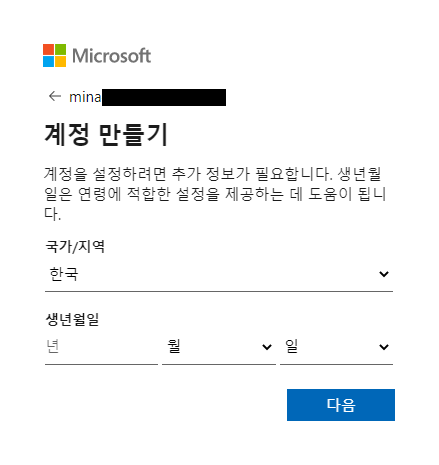 Microsoft
← mina
계정 만들기
계정을 설정하려면 추가 정보가 필요합니다. 생년월
일은 연령에 적합한 설정을 제공하는 데 도움이 됩니
다.
국가/지역
한국
생년월일
년 월 일
다음